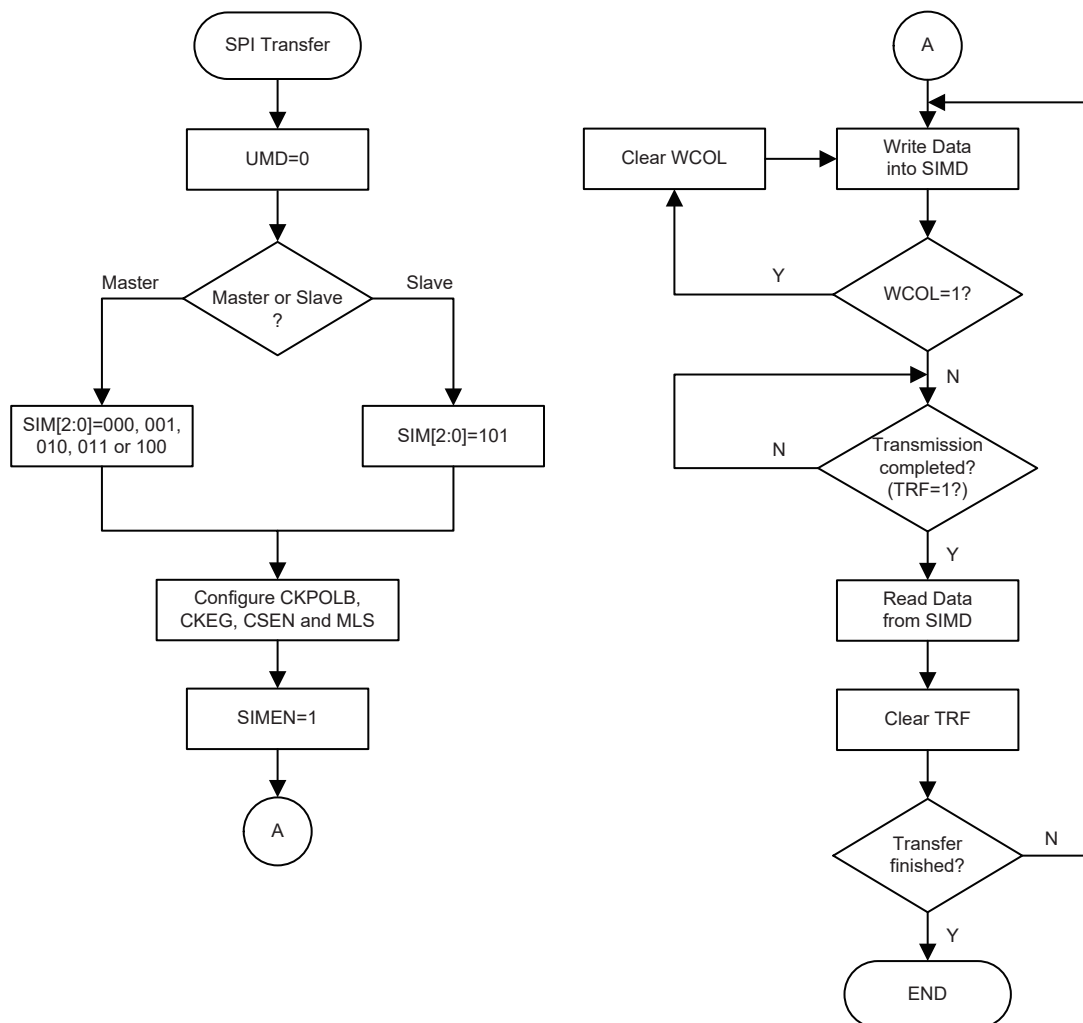 SPI Transfer
UMD=0
Master
Master or Slave
?
Slave
SIM[2:0]=000, 001,
010, 011 or 100
SIM[2:0]=101
Configure CKPOLB,
CKEG, CSEN and MLS
SIMEN=1
A
A
Clear WCOL
Write Data
into SIMD
Y
WCOL=1?
N
N
Transmission
completed?
(TRF=1?)
Y
Read Data
from SIMD
Clear TRF
Transfer
finished?
N
Y
END